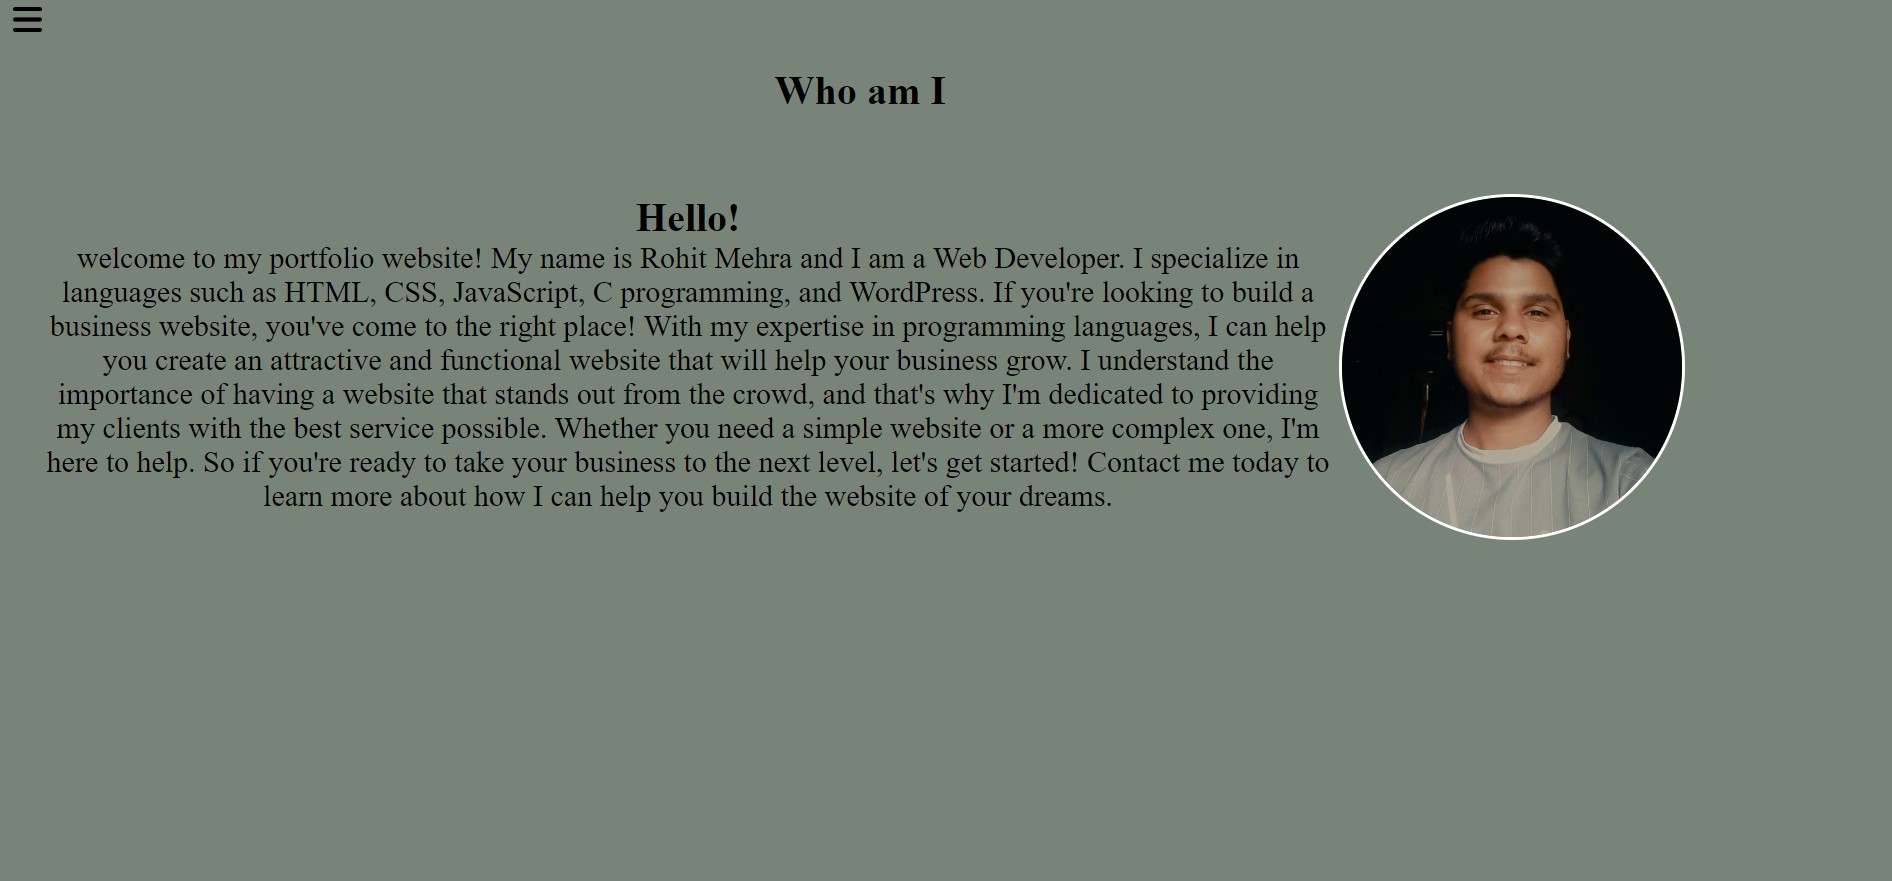 Who am I
Hello!
welcome to my portfolio website! My name is Rohit Mehra and I am a Web Developer. I specialize in
languages such as HTML, CSS, JavaScript, C programming, and WordPress. If you're looking to build a
business website, you've come to the right place! With my expertise in programming languages, I can help
you create an attractive and functional website that will help your business grow. I understand the
importance of having a website that stands out from the crowd, and that's why I'm dedicated to providing
my clients with the best service possible. Whether you need a simple website or a more complex one, I'm
here to help. So if you're ready to take your business to the next level, let's get started! Contact me today to
learn more about how I can help you build the website of your dreams.